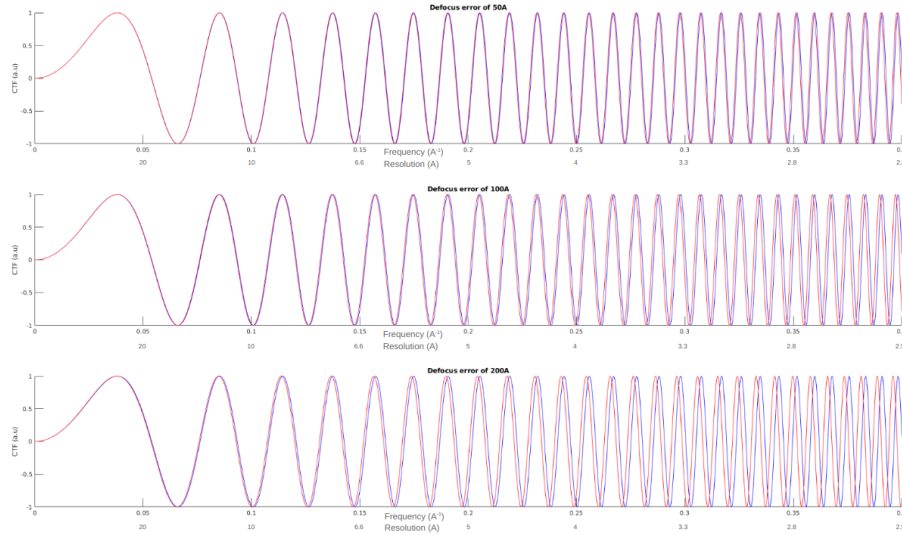 Defocus error of 50A
1
0.5
0
-0.5
-1
CTF (a.u)
0 0.05 0.1 0.15 0.2 0.25 0.3 0.35 0.
Frequency (A-1)
20 10 6.6 5 4 3.3 2.8 2.
Resolution (A)
Defocus error of 100A
1
0.5
0
-0.5
-1
CTF (a.u)
0 0.05 0.1 0.15 0.2 0.25 0.3 0.35 0.
Frequency (A-1)
20 10 6.6 5 4 3.3 2.8 2.
Resolution (A)
Defocus error of 200A
1
0.5
0
-0.5
-1
CTF (a.u)
0 0.05 0.1 0.15 0.2 0.25 0.3 0.35 0.
Frequency (A-1)
20 10 6.6 5 4 3.3 2.8 2.
Resolution (A)